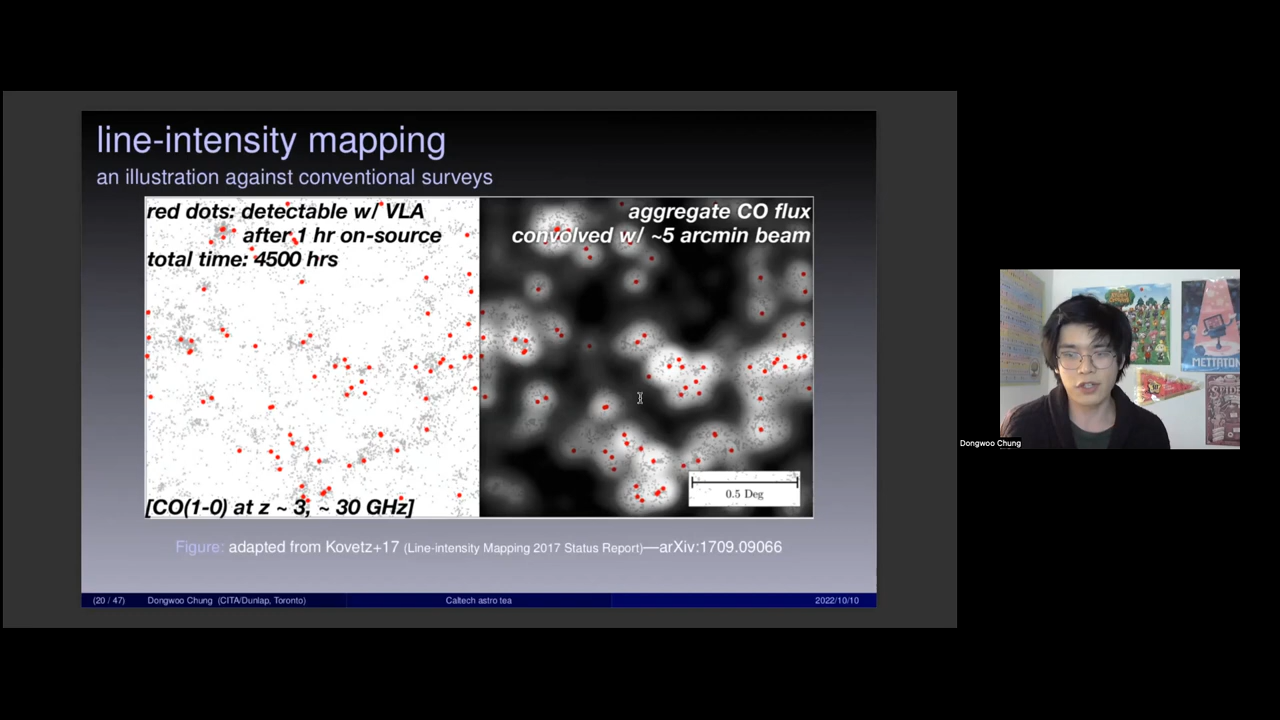 line-intensity mapping
an illustration against conventional surveys
red dots: detectable w/ VLA
after 1 hr on-source
total time: 4500 hrs
[CO(1-0) at z ~ 3, ~ 30 GHz]
aggregate CO flux
convolved w/ ~5 arcmin beam
0.5 Deg
Figure: adapted from Kovetz+17 (Line-intensity Mapping 2017 Status Report)—arXiv:1709.09066
(20 / 47) Dongwoo Chung (CITA/Dunlap, Toronto) Caltech astro tea 2022/10/10
METTATON
Dongwoo Chung